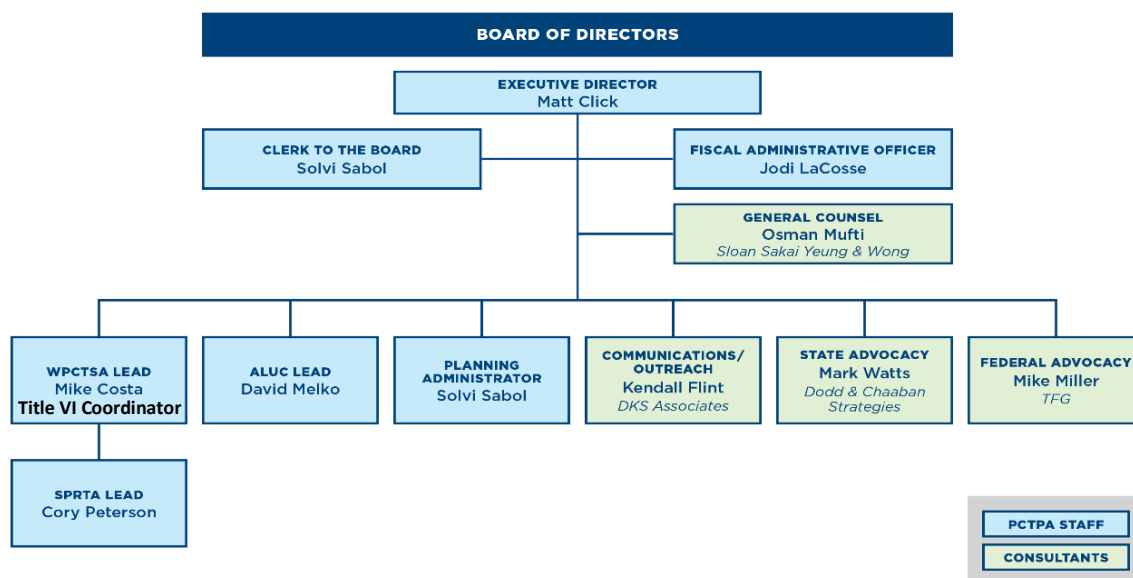 BOARD OF DIRECTORS
EXECUTIVE DIRECTOR
Matt Click
CLERK TO THE BOARD
Solvi Sabol
FISCAL ADMINISTRATIVE OFFICER
Jodi LaCosse
GENERAL COUNSEL
Osman Mufti
Sloan Sakai Yeung & Wong
WPCTSA LEAD
Mike Costa
Title VI Coordinator
ALUC LEAD
David Melko
PLANNING
ADMINISTRATOR
Solvi Sabol
COMMUNICATIONS/
OUTREACH
Kendall Flint
DKS Associates
STATE ADVOCACY
Mark Watts
Dodd & Chaaban
Strategies
FEDERAL ADVOCACY
Mike Miller
TFG
SPRTA LEAD
Cory Peterson
PCTPA STAFF
CONSULTANTS